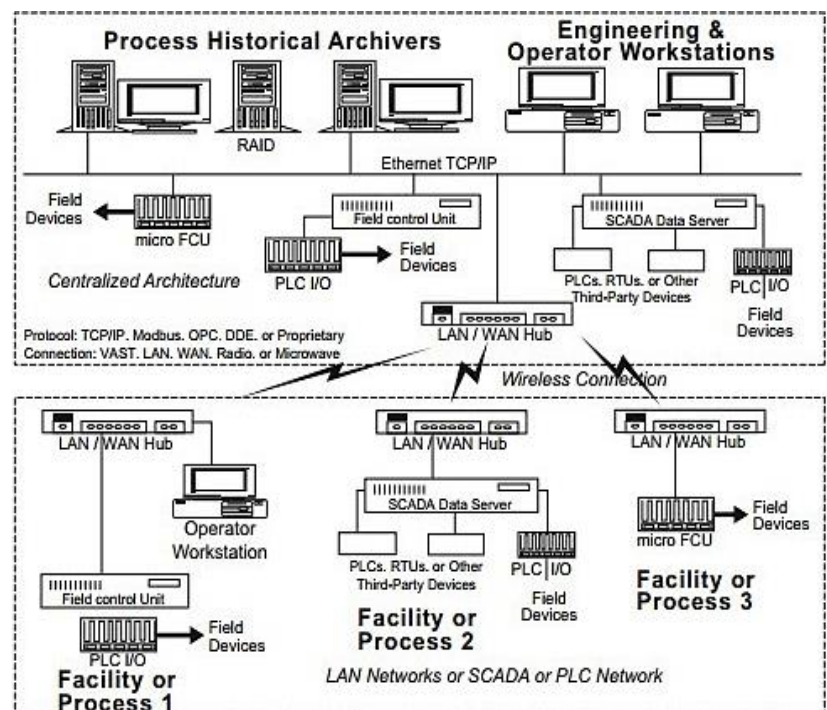 Process Historical Archivers
Engineering &
Operator Workstations
RAID
Ethernet TCP/IP
Field
Devices
micro FCU
Field control Unit
SCADA Data Server
PLC I/O
Field
Devices
PLCs. RTUs. or Other
Third-Party Devices
PLC I/O
Field
Devices
Centralized Architecture
LAN / WAN Hub
Protocol: TCP/IP. Modbus. OPC. DDE. or Proprietary
Connection: VAST. LAN. WAN. Radio. or Microwave
Wireless Connection
LAN / WAN Hub
Operator
Workstation
Field control Unit
PLC I/O
Field
Devices
Facility or
Process 1
LAN / WAN Hub
SCADA Data Server
PLCs. RTUs. or Other
Third-Party Devices
PLC I/O
Field
Devices
Facility or
Process 2
LAN / WAN Hub
micro FCU
Field
Devices
Facility or
Process 3
LAN Networks or SCADA or PLC Network